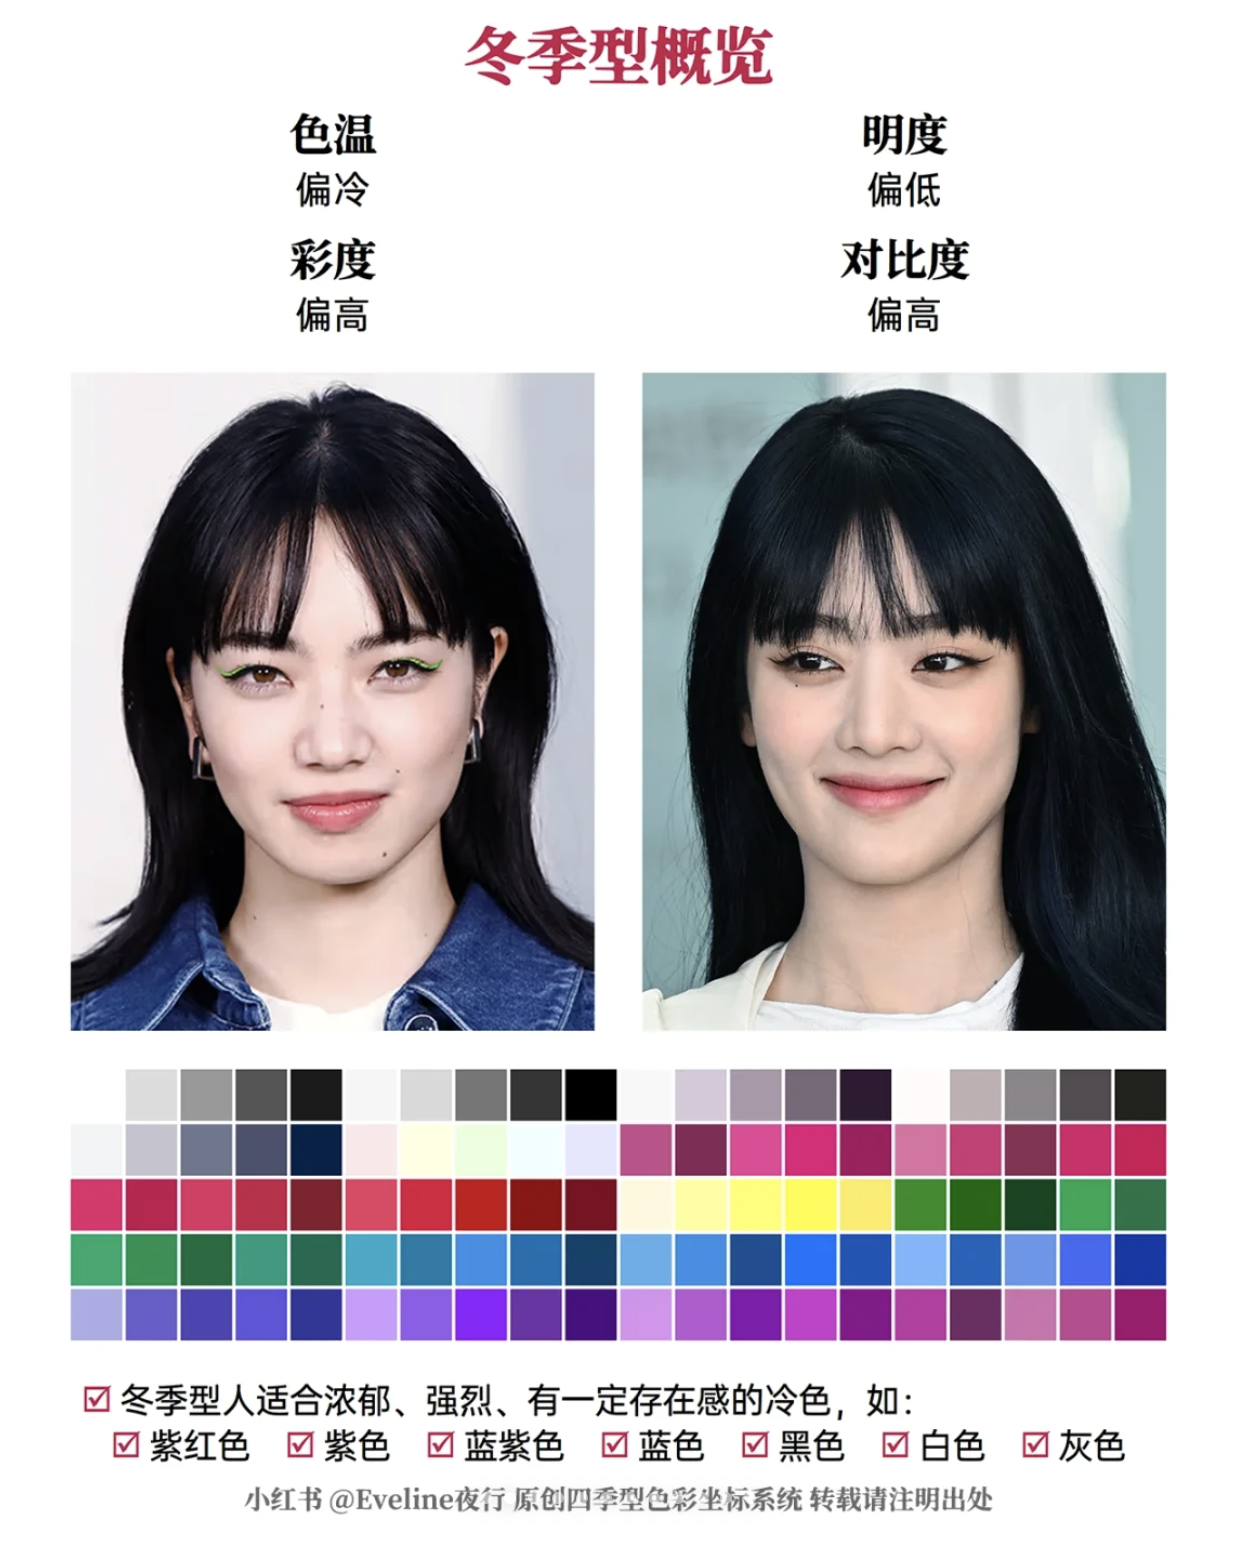 冬季型概览
色温 明度
偏冷 偏低
彩度 对比度
偏高 偏高
☑ 冬季型人适合浓郁、强烈、有一定存在感的冷色，如：
☑ 紫红色 ☑ 紫色 ☑ 蓝紫色 ☑ 蓝色 ☑ 黑色 ☑ 白色 ☑ 灰色
小红书 @Eveline夜行 原创四季型色彩坐标系统 转载请注明出处